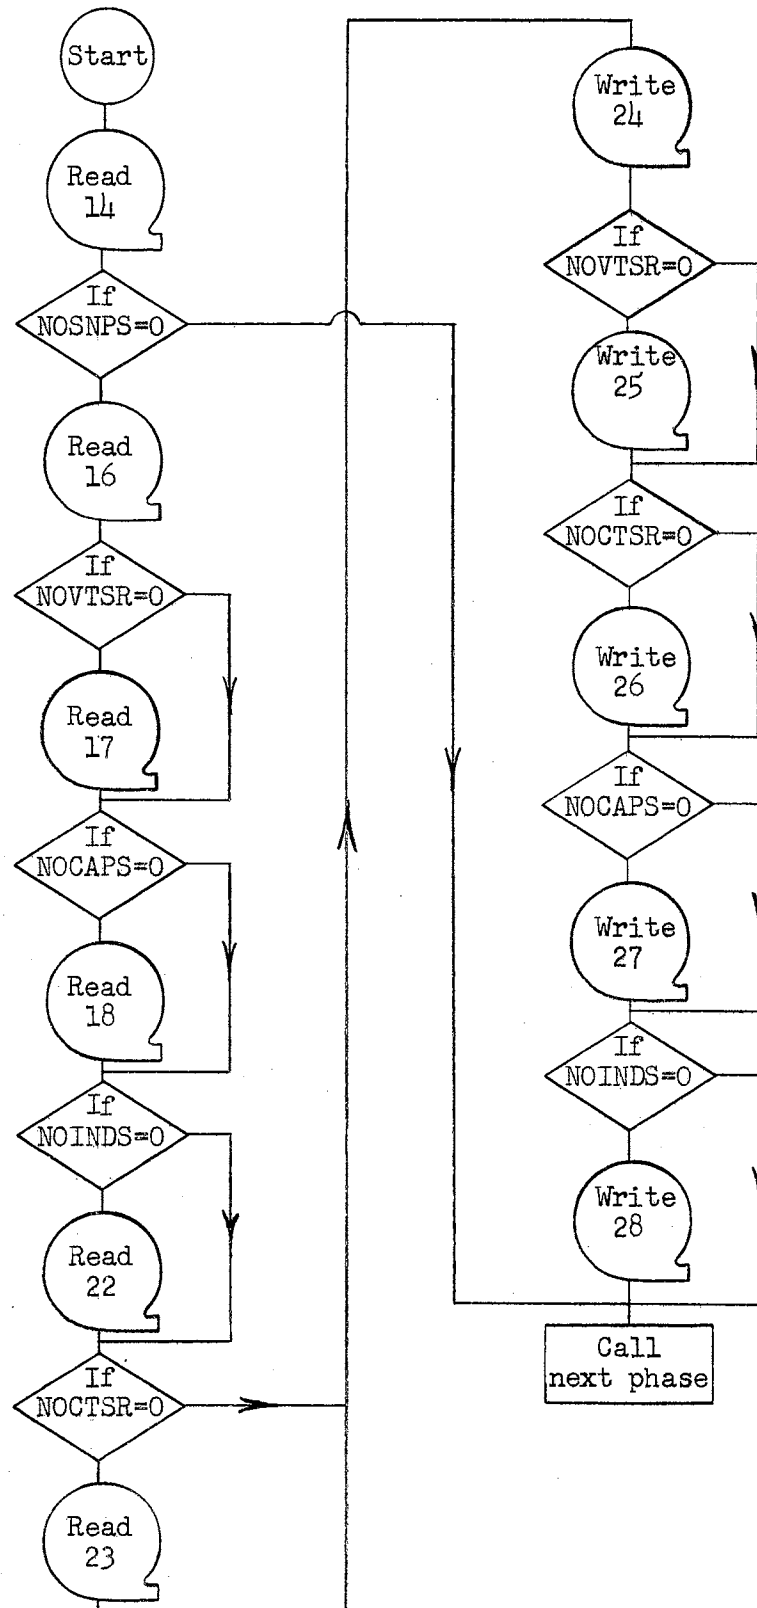 Start
Read
14
If
NOSNPS=0
Read
16
If
NOVTSR=0
Read
17
If
NOCAPS=0
Read
18
If
NOINDS=0
Read
22
If
NOCTSR=0
Read
23
Write
24
If
NOVTSR=0
Write
25
If
NOCTSR=0
Write
26
If
NOCAPS=0
Write
27
If
NOINDS=0
Write
28
Call
next phase